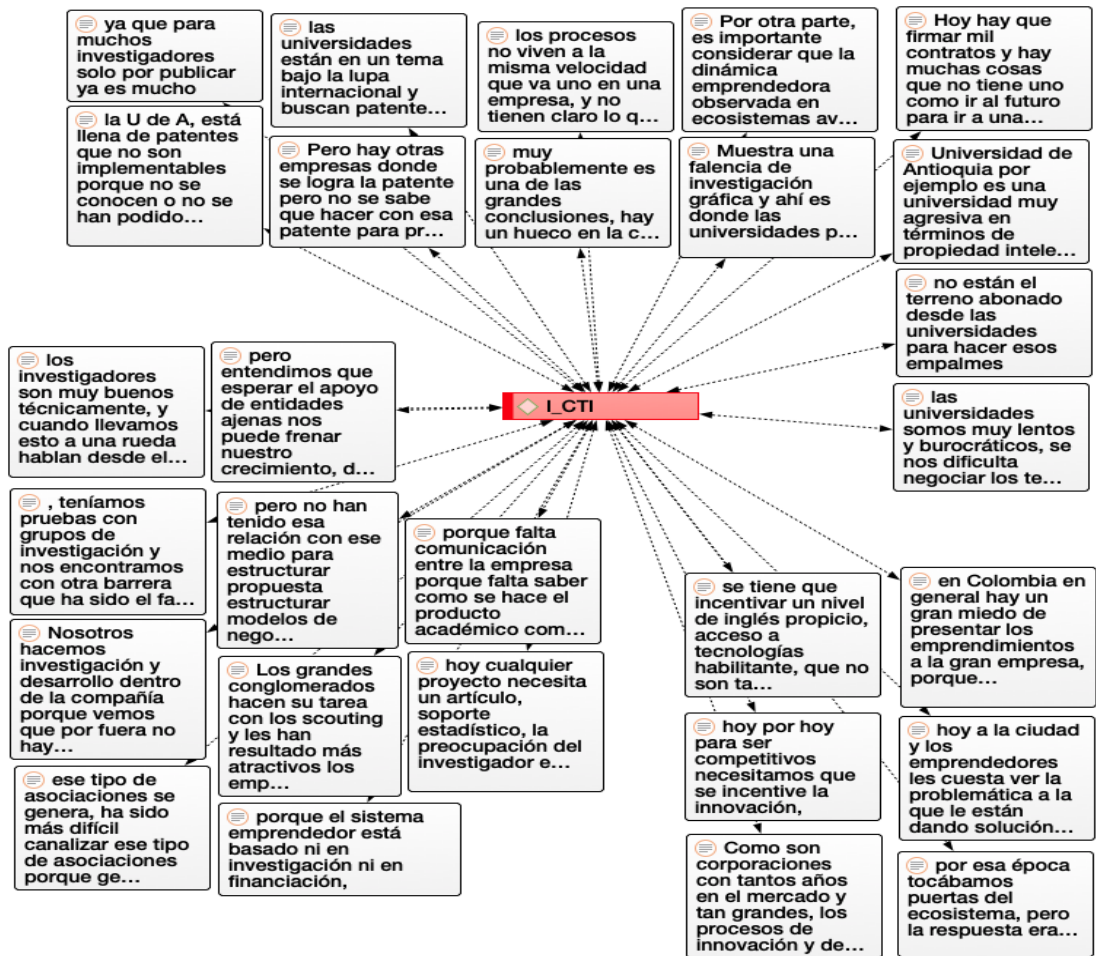 ya que para
muchos
investigadores
solo por publicar
ya es mucho
las
universidades
están en un tema
bajo la lupa
internacional y
buscan patente...
los procesos
no viven a la
misma velocidad
que va uno en una
empresa, y no
tienen claro lo q...
Por otra parte,
es importante
considerar que la
dinámica
emprendedora
observada en
ecosistemas av...
Hoy hay que
firmar mil
contratos y hay
muchas cosas
que no tiene uno
como ir al futuro
para ir a una...
la U de A, está
llena de patentes
que no son
implementables
porque no se
conocen o no se
han podido...
Pero hay otras
empresas donde
se logra la patente
pero no se sabe
que hacer con esa
patente para pr...
muy
probablemente es
una de las
grandes
conclusiones, hay
un hueco en la c...
Muestra una
falencia de
investigación
gráfica y ahí es
donde las
universidades p...
Universidad de
Antioquia por
ejemplo es una
universidad muy
agresiva en
términos de
propiedad intele...
no están el
terreno abonado
desde las
universidades
para hacer esos
empalmes
los
investigadores
son muy buenos
técnicamente, y
cuando llevamos
esto a una rueda
hablan desde el...
pero
entendimos que
esperar el apoyo
de entidades
ajenas nos
puede frenar
nuestro
crecimiento, d...
I_CTI
las
universidades
somos muy lentos
y burocráticos, se
nos dificulta
negociar los te...
, teníamos
pruebas con
grupos de
investigación y
nos encontramos
con otra barrera
que ha sido el fa...
pero no han
tenido esa
relación con ese
medio para
estructurar
propuesta
estructurar
modelos de
nego...
porque falta
comunicación
entre la empresa
porque falta saber
como se hace el
producto
académico com...
se tiene que
incentivar un nivel
de inglés propicio,
acceso a
tecnologías
habilitante, que no
son ta...
en Colombia en
general hay un
gran miedo de
presentar los
emprendimientos
a la gran empresa,
porque...
Nosotros
hacemos
investigación y
desarrollo dentro
de la compañía
porque vemos
que por fuera no
hay...
Los grandes
conglomerados
hacen su tarea
con los scouting
y les han
resultado más
atractivos los
emp...
hoy cualquier
proyecto necesita
un artículo,
soporte
estadístico, la
preocupación del
investigador e...
hoy por hoy
para ser
competitivos
necesitamos que
se incentive la
innovación,
hoy a la ciudad
y los
emprendedores
les cuesta ver la
problemática a la
que le están
dando solución...
ese tipo de
asociaciones se
genera, ha sido
más difícil
canalizar ese tipo
de asociaciones
porque ge...
porque el sistema
emprendedor está
basado ni en
investigación ni en
financiación,
Como son
corporaciones
con tantos años
en el mercado y
tan grandes, los
procesos de
innovación y de...
por esa época
tocábamos
puertas del
ecosistema, pero
la respuesta era...